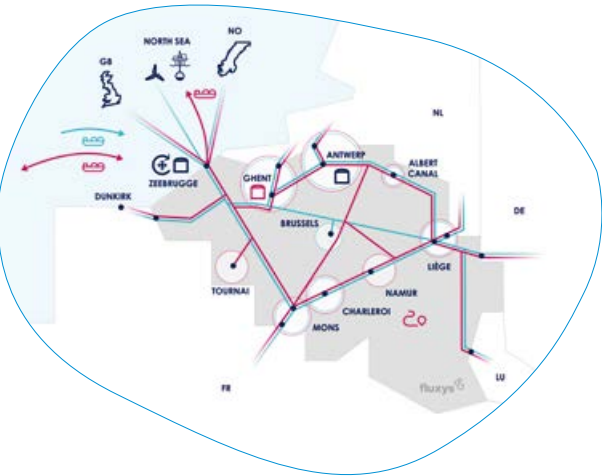 NO
NORTH SEA
GB
NL
ANTWERP
ALBERT
CANAL
GHENT
ZEEBRUGGE
DUNKIRK
DE
BRUSSELS
LIÈGE
TOURNAI
NAMUR
CHARLEROI
MONS
LU
FR
fluxys